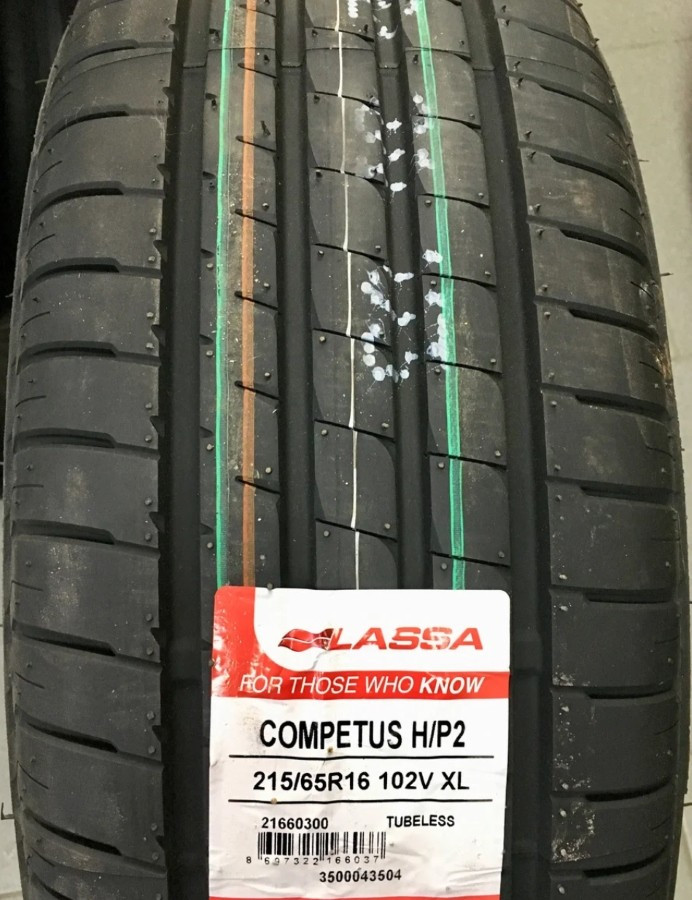 LASSA
FOR THOSE WHO KNOW
COMPETUS H/P2
215/65R16 102V XL
21660300 TUBELESS
8 697322 166037
3500043504